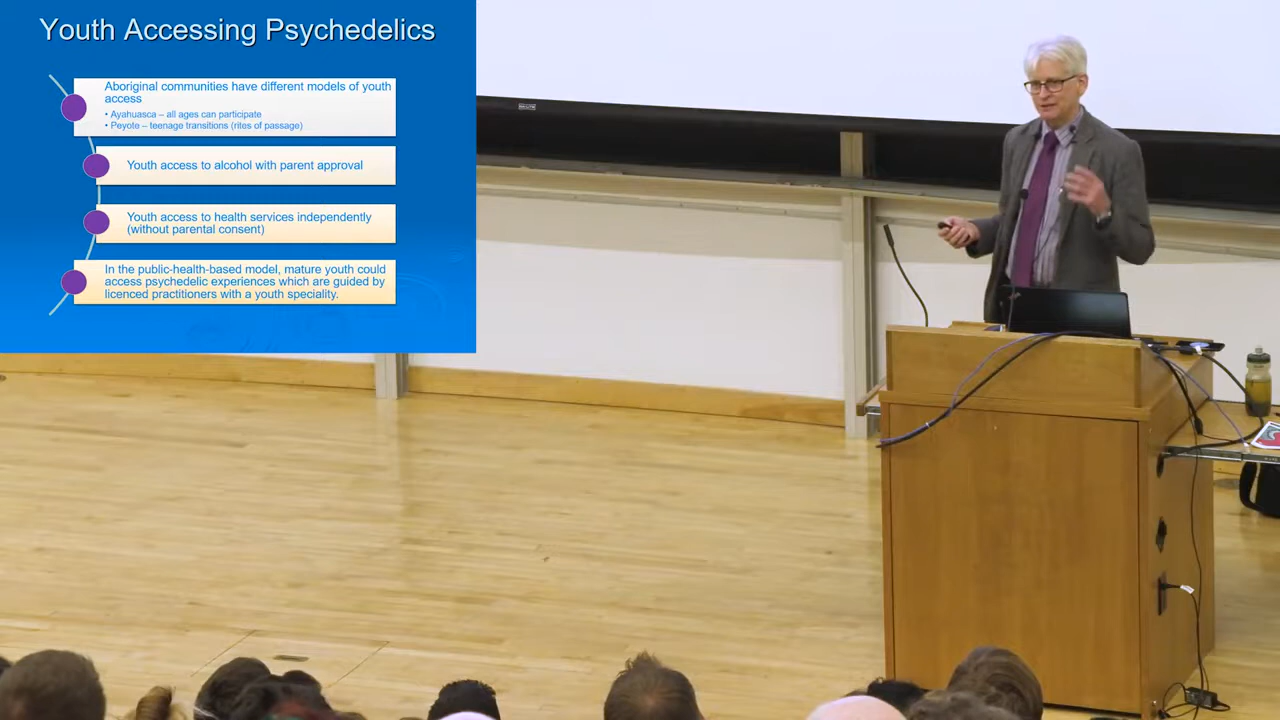 Youth Accessing Psychedelics
Aboriginal communities have different models of youth
access
• Ayahuasca – all ages can participate
• Peyote – teenage transitions (rites of passage)
Youth access to alcohol with parent approval
Youth access to health services independently
(without parental consent)
In the public-health-based model, mature youth could
access psychedelic experiences which are guided by
licenced practitioners with a youth speciality.